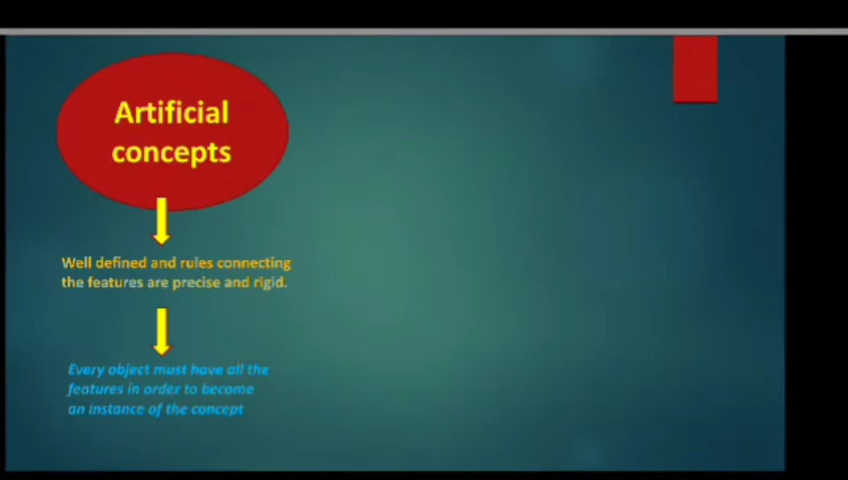 Artificial
concepts
Well defined and rules connecting
the features are precise and rigid.
Every object must have all the
features in order to become
an instance of the concept